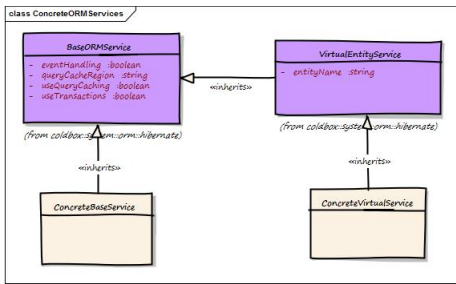 class ConcreteORMServices
BaseORMService
- eventHandling :boolean
- queryCacheRegion :string
- useQueryCaching :boolean
- useTransactions :boolean
(from coldbox::system::orm::hibernate)
VirtualEntityService
- entityName :string
(from coldbox::system::orm::hibernate)
«inherits»
«inherits»
«inherits»
ConcreteBaseService
ConcreteVirtualService